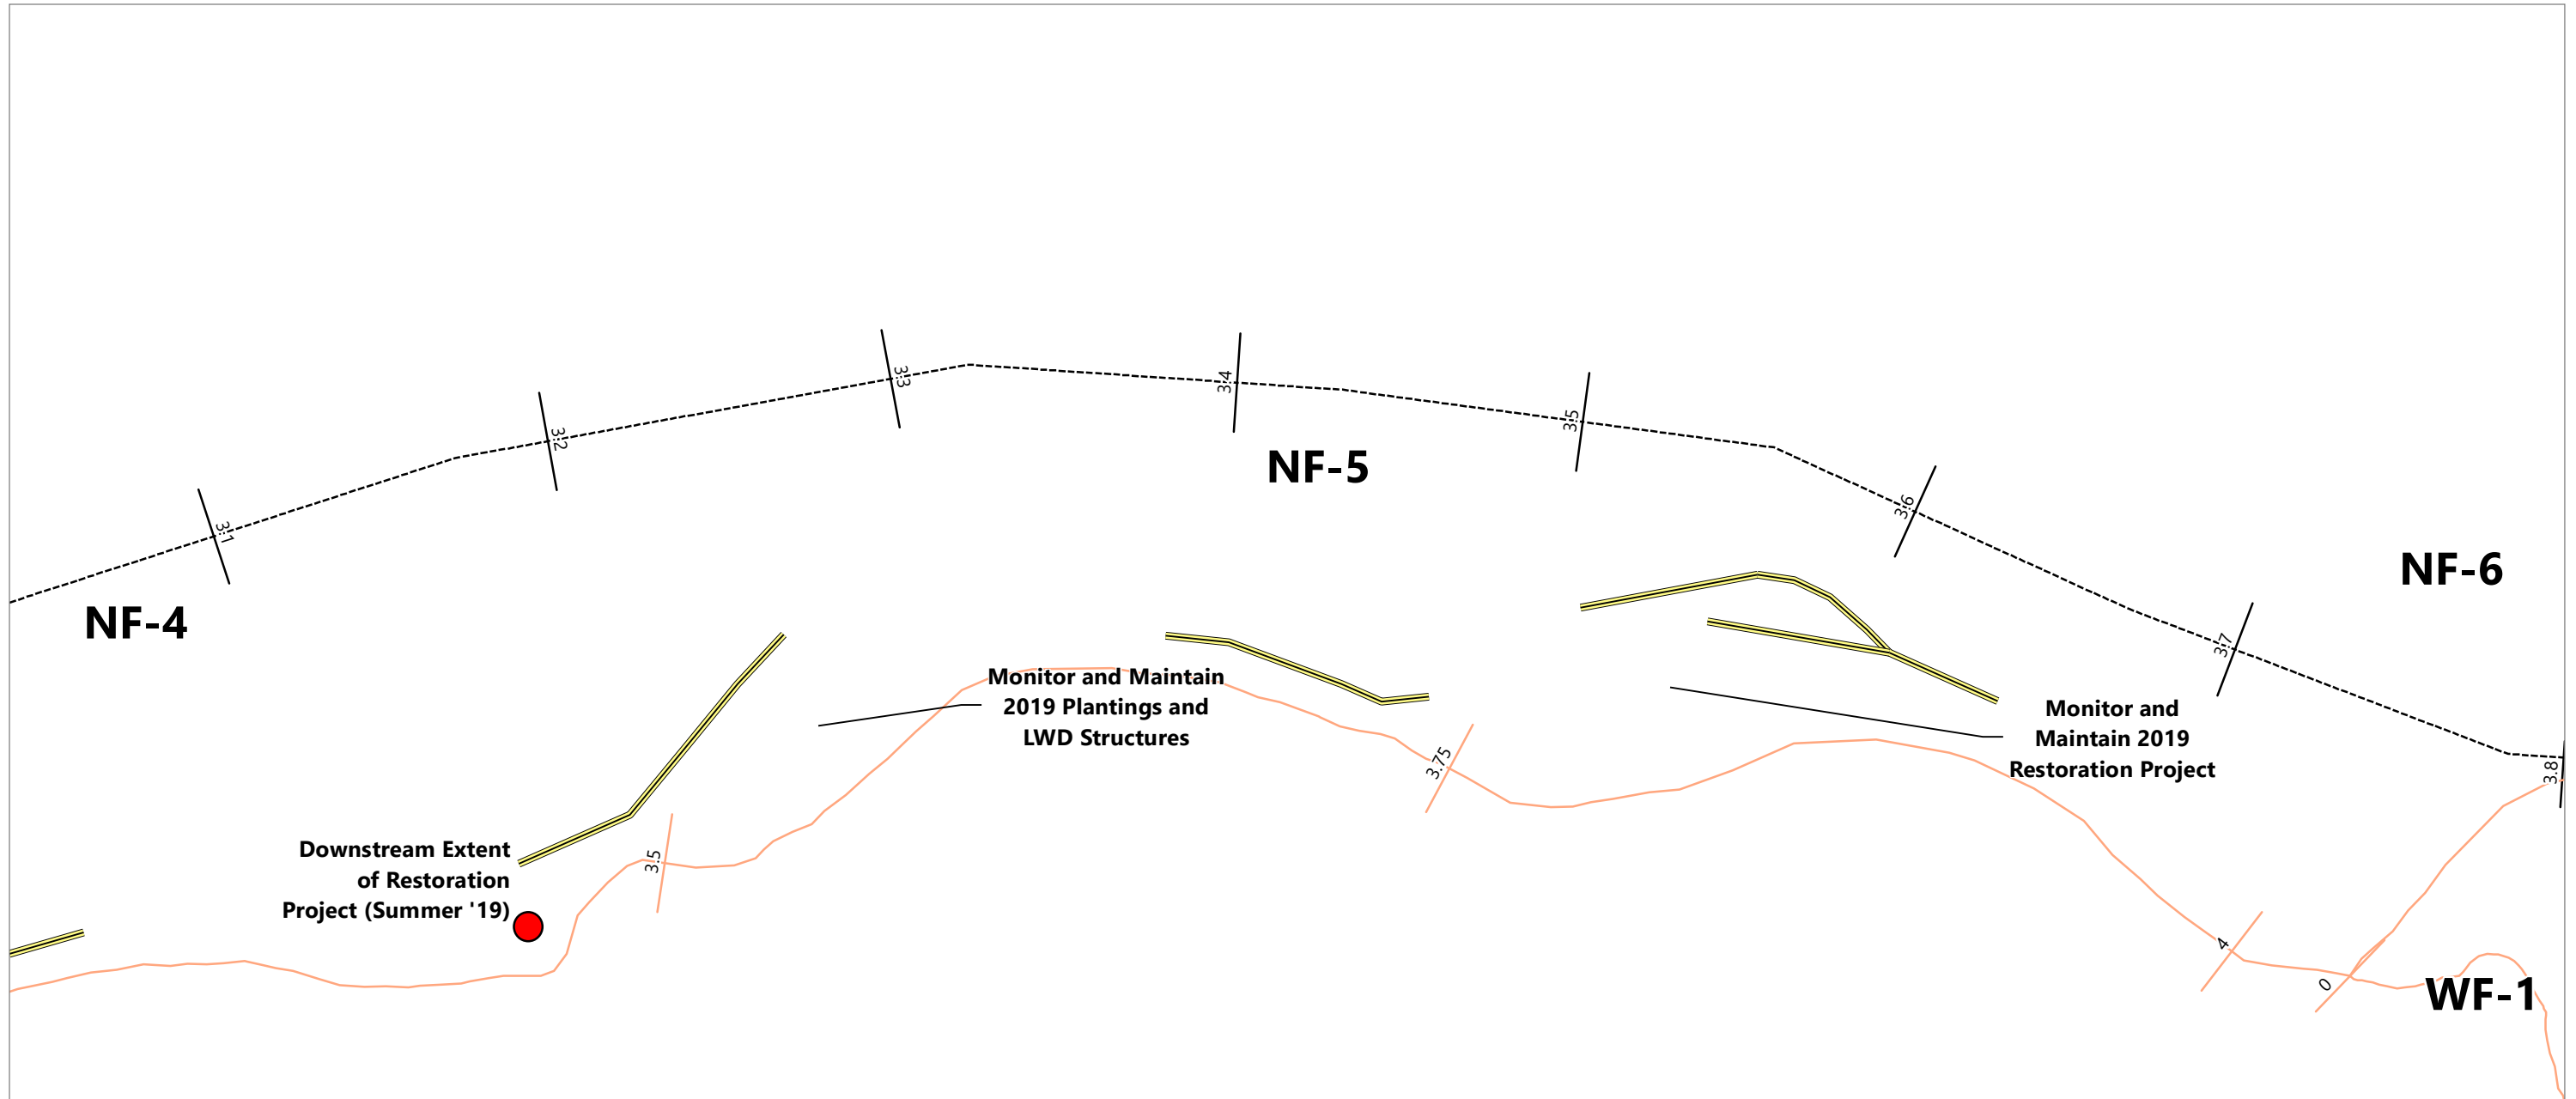 3.1
3.2
3.3
3.4
3.5
3.6
3.7
3.8
NF-4
NF-5
NF-6
Monitor and Maintain
2019 Plantings and
LWD Structures
Monitor and
Maintain 2019
Restoration Project
Downstream Extent
of Restoration
Project (Summer '19)
3.5
3.75
4
0
WF-1